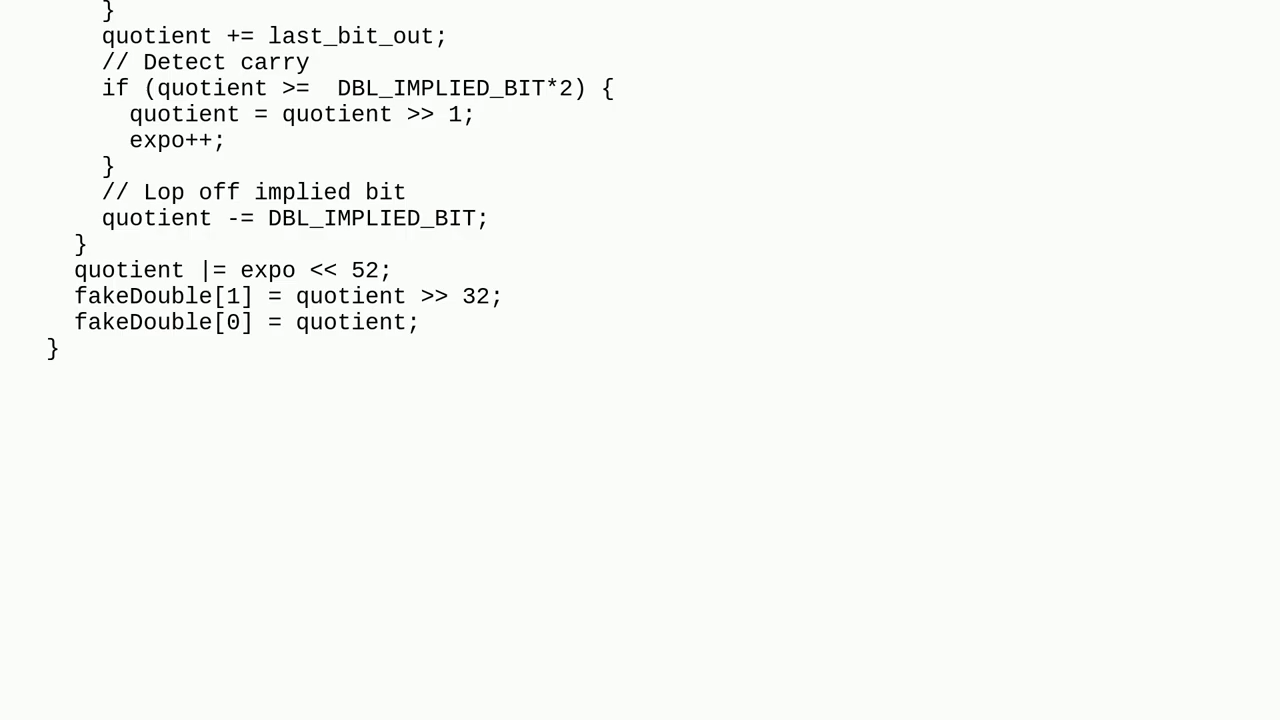 }
    quotient += last_bit_out;
    // Detect carry
    if (quotient >=  DBL_IMPLIED_BIT*2) {
      quotient = quotient >> 1;
      expo++;
    }
    // Lop off implied bit
    quotient -= DBL_IMPLIED_BIT;
  }
  quotient |= expo << 52;
  fakeDouble[1] = quotient >> 32;
  fakeDouble[0] = quotient;
}